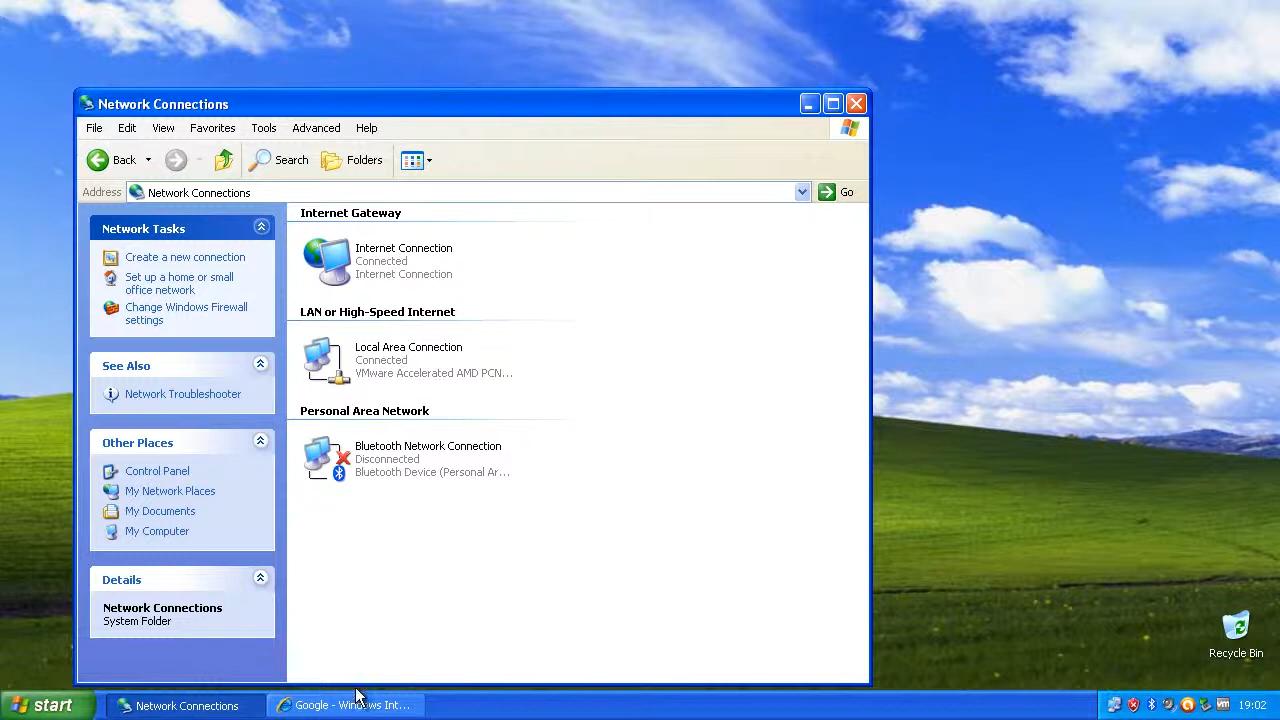 Network Connections
File Edit View Favorites Tools Advanced Help
Back Search Folders
Address Network Connections Go
Network Tasks
Create a new connection
Set up a home or small
office network
Change Windows Firewall
settings
See Also
Network Troubleshooter
Other Places
Control Panel
My Network Places
My Documents
My Computer
Details
Network Connections
System Folder
Internet Gateway
Internet Connection
Connected
Internet Connection
LAN or High-Speed Internet
Local Area Connection
Connected
VMware Accelerated AMD PCN...
Personal Area Network
Bluetooth Network Connection
Disconnected
Bluetooth Device (Personal Ar...
Recycle Bin
start Network Connections Google - Windows Int... vm 19:02